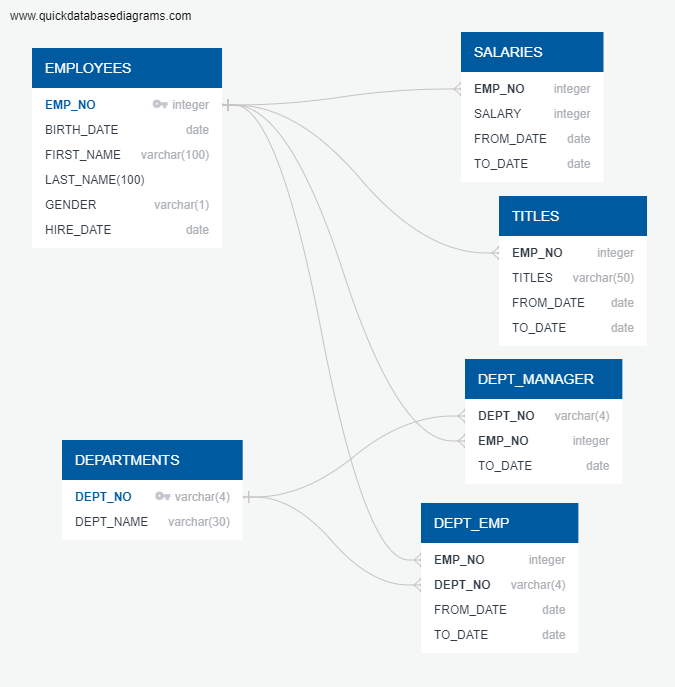 www.quickdatabasediagrams.com
EMPLOYEES
EMP_NO integer
BIRTH_DATE date
FIRST_NAME varchar(100)
LAST_NAME(100)
GENDER varchar(1)
HIRE_DATE date
SALARIES
EMP_NO integer
SALARY integer
FROM_DATE date
TO_DATE date
TITLES
EMP_NO integer
TITLES varchar(50)
FROM_DATE date
TO_DATE date
DEPT_MANAGER
DEPT_NO varchar(4)
EMP_NO integer
TO_DATE date
DEPARTMENTS
DEPT_NO varchar(4)
DEPT_NAME varchar(30)
DEPT_EMP
EMP_NO integer
DEPT_NO varchar(4)
FROM_DATE date
TO_DATE date